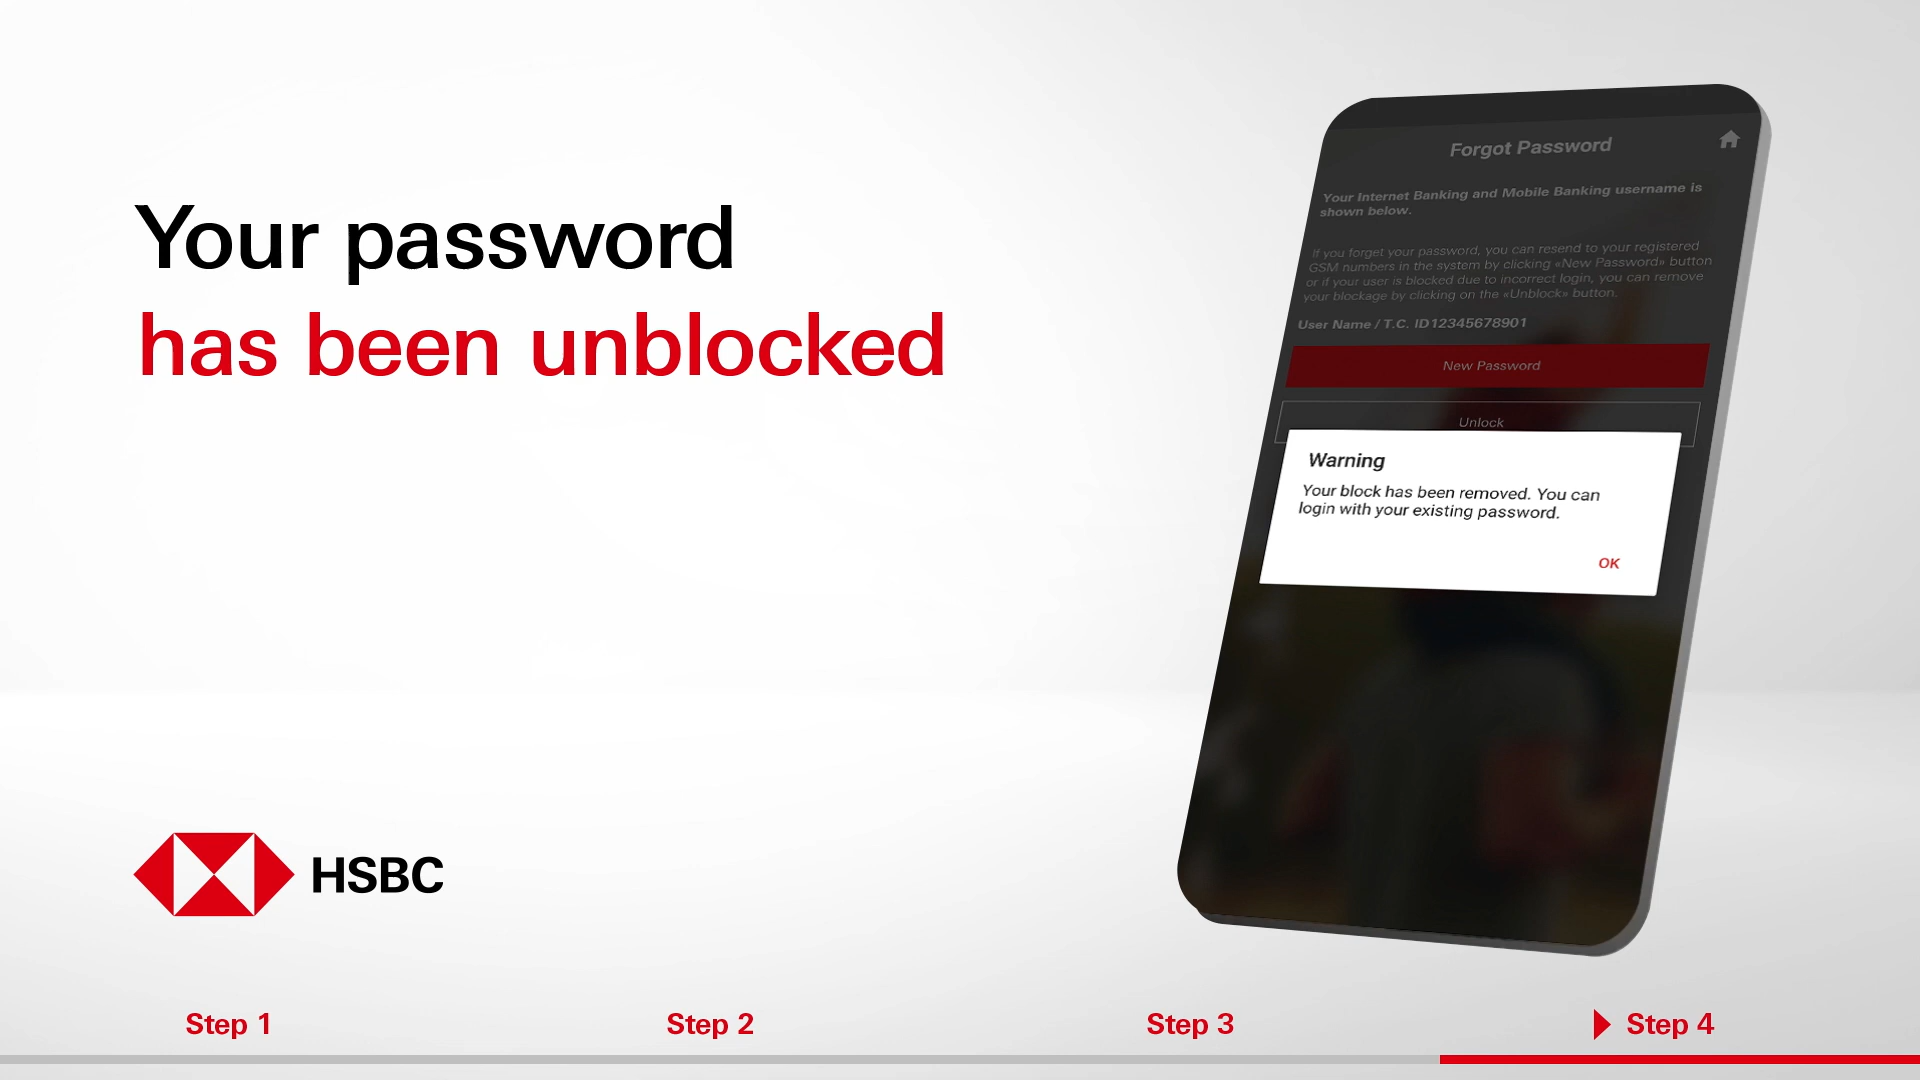 Your password
has been unblocked
Forgot Password
Your Internet Banking and Mobile Banking username is
shown below.
If you forget your password, you can resend to your registered
GSM numbers in the system by clicking «New Password» button
or if your user is blocked due to incorrect login, you can remove
your blockage by clicking on the «Unblock» button.
User Name / T.C. ID12345678901
New Password
Unlock
Warning
Your block has been removed. You can
login with your existing password.
OK
HSBC
Step 1
Step 2
Step 3
Step 4